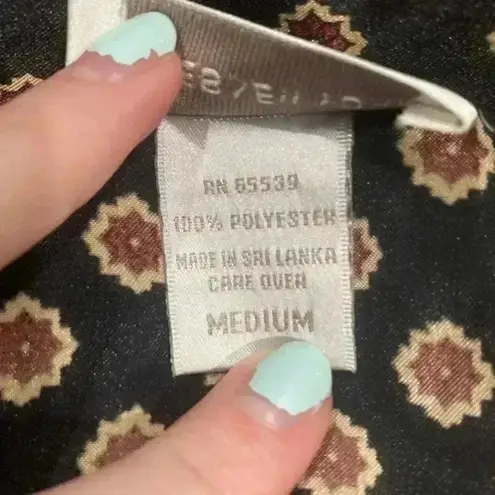 RN 65539
100% POLYESTER
MADE IN SRI LANKA
CARE OVER
MEDIUM